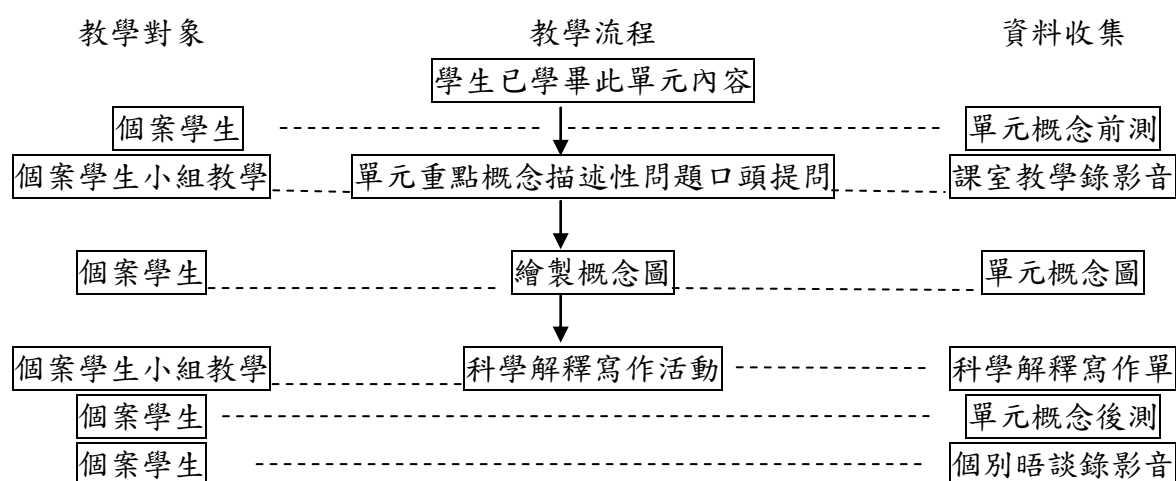 教學對象 教學流程 資料收集
學生已學畢此單元內容
個案學生 單元概念前測
個案學生小組教學 單元重點概念描述性問題口頭提問 課室教學錄影音
個案學生 繪製概念圖 單元概念圖
個案學生小組教學 科學解釋寫作活動 科學解釋寫作單
個案學生 單元概念後測
個案學生 個別晤談錄影音